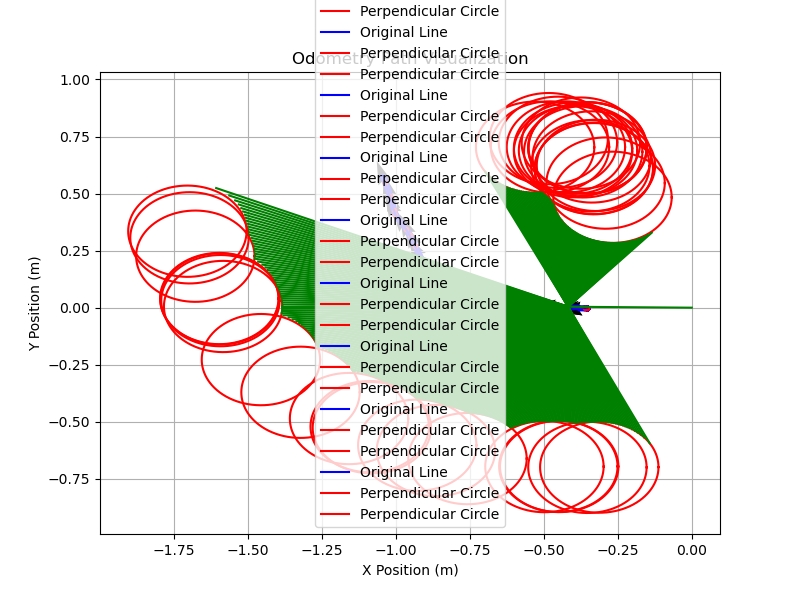 Perpendicular Circle
Original Line
Odometry Path Visualization
Perpendicular Circle
Perpendicular Circle
Original Line
Perpendicular Circle
Perpendicular Circle
Original Line
Perpendicular Circle
Perpendicular Circle
Original Line
Perpendicular Circle
Perpendicular Circle
Original Line
Perpendicular Circle
Perpendicular Circle
Original Line
Perpendicular Circle
Perpendicular Circle
Original Line
Perpendicular Circle
Perpendicular Circle
Original Line
Perpendicular Circle
Perpendicular Circle
1.00
0.75
0.50
0.25
0.00
−0.25
−0.50
−0.75
Y Position (m)
−1.75
−1.50
−1.25
−1.00
−0.75
−0.50
−0.25
0.00
X Position (m)